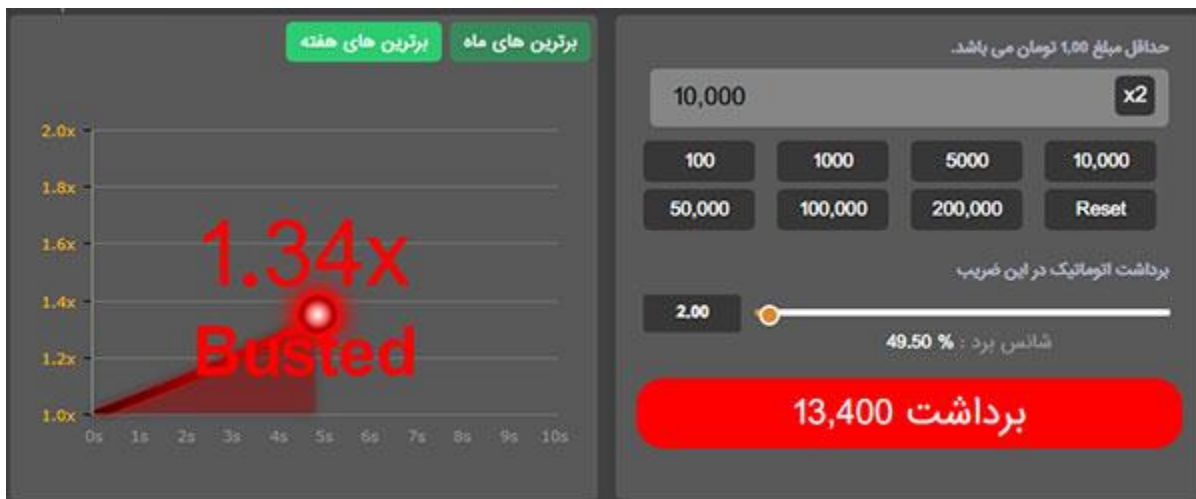 برترین های ماه
برترین های هفته
2.0x
1.8x
1.6x
1.4x
1.2x
1.0x
0s 1s 2s 3s 4s 5s 6s 7s 8s 9s 10s
1.34x
Busted
حداقل مبلغ 1,00 تومان می باشد.
10,000 x2
100 1000 5000 10,000
50,000 100,000 200,000 Reset
برداشت اتوماتیک در این ضریب
2.00
شانس برد : % 49.50
برداشت 13,400